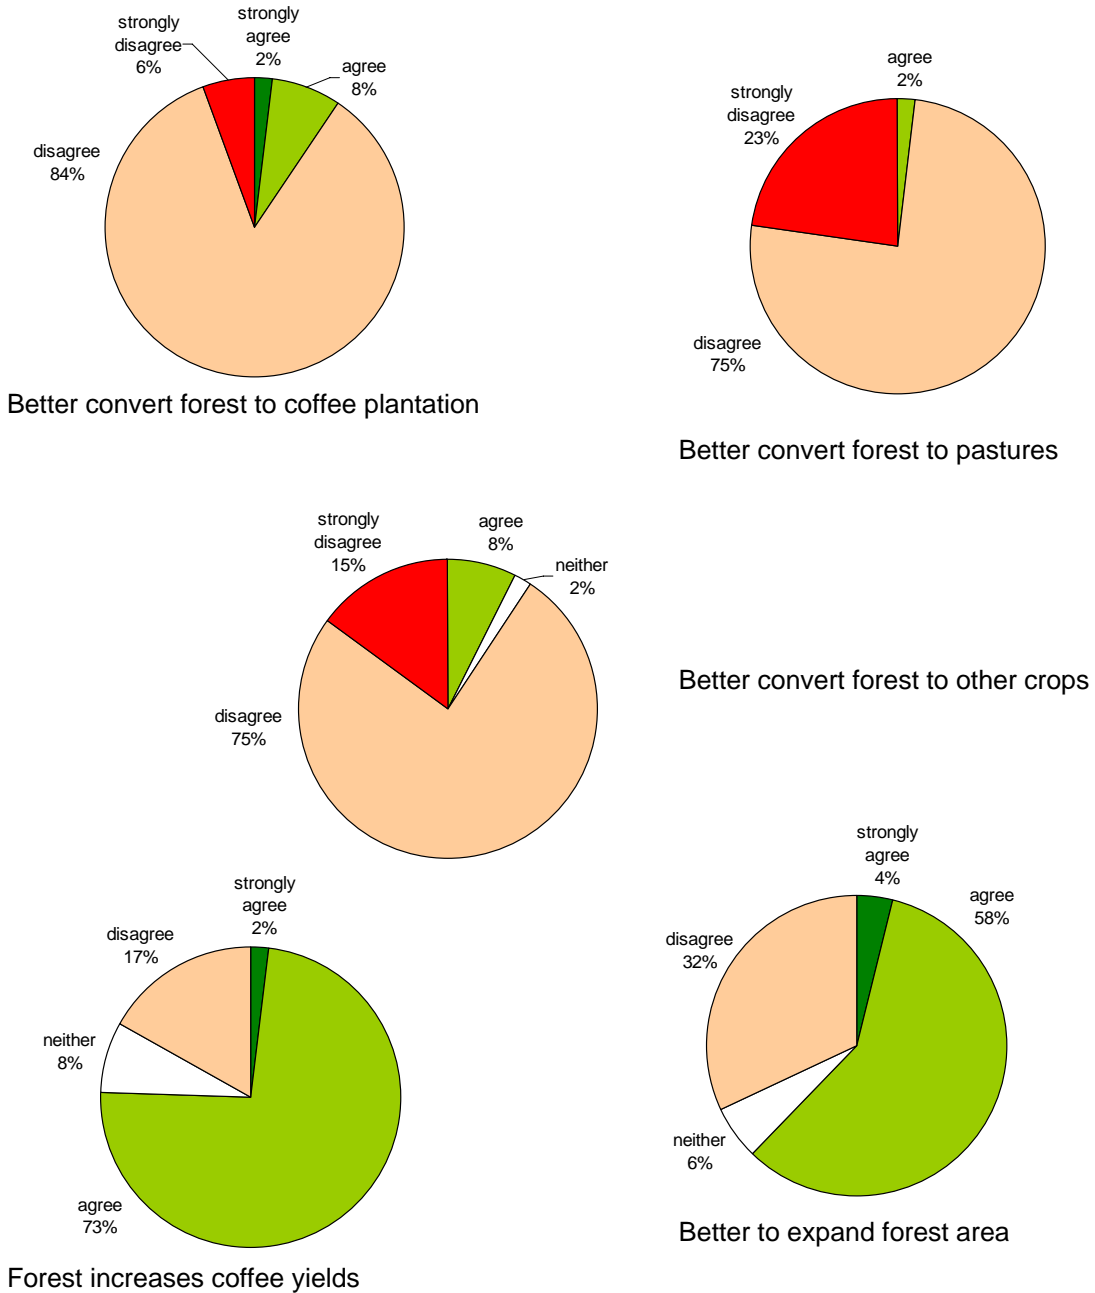 strongly
disagree
6%
strongly
agree
2%
agree
8%
disagree
84%
Better convert forest to coffee plantation
agree
2%
strongly
disagree
23%
disagree
75%
Better convert forest to pastures
strongly
disagree
15%
agree
8%
neither
2%
disagree
75%
Better convert forest to other crops
strongly
agree
2%
disagree
17%
neither
8%
agree
73%
Forest increases coffee yields
strongly
agree
4%
agree
58%
disagree
32%
neither
6%
Better to expand forest area